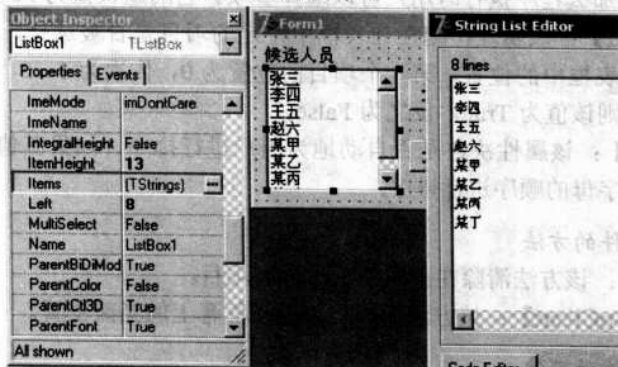 Object Inspector
ListBox1 TListBox
Properties Events
ImeMode imDontCare
ImeName
IntegralHeight False
ItemHeight 13
Items (TStrings)
Left 8
MultiSelect False
Name ListBox1
ParentBiDiMod True
ParentColor False
ParentCtl3D True
ParentFont True
All shown
7 Form1
候选人员
张三
李四
王五
赵六
某甲
某乙
某丙
7 String List Editor
8 lines
张三
李四
王五
赵六
某甲
某乙
某丙
某丁
Code Editor